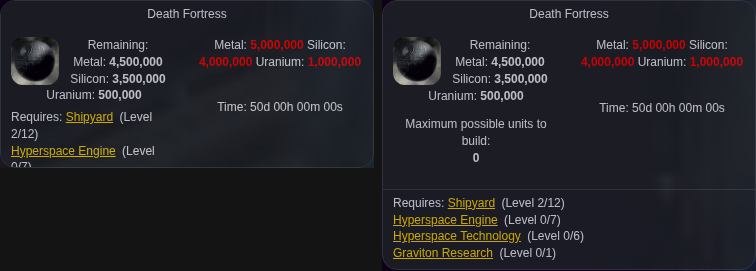 Death Fortress
Remaining:
Metal: 4,500,000
Silicon: 3,500,000
Uranium: 500,000
Metal: 5,000,000 Silicon:
4,000,000 Uranium: 1,000,000
Time: 50d 00h 00m 00s
Requires: Shipyard (Level
2/12)
Hyperspace Engine (Level
0/7)
Death Fortress
Remaining:
Metal: 4,500,000
Silicon: 3,500,000
Uranium: 500,000
Metal: 5,000,000 Silicon:
4,000,000 Uranium: 1,000,000
Time: 50d 00h 00m 00s
Maximum possible units to
build:
0
Requires: Shipyard (Level 2/12)
Hyperspace Engine (Level 0/7)
Hyperspace Technology (Level 0/6)
Graviton Research (Level 0/1)